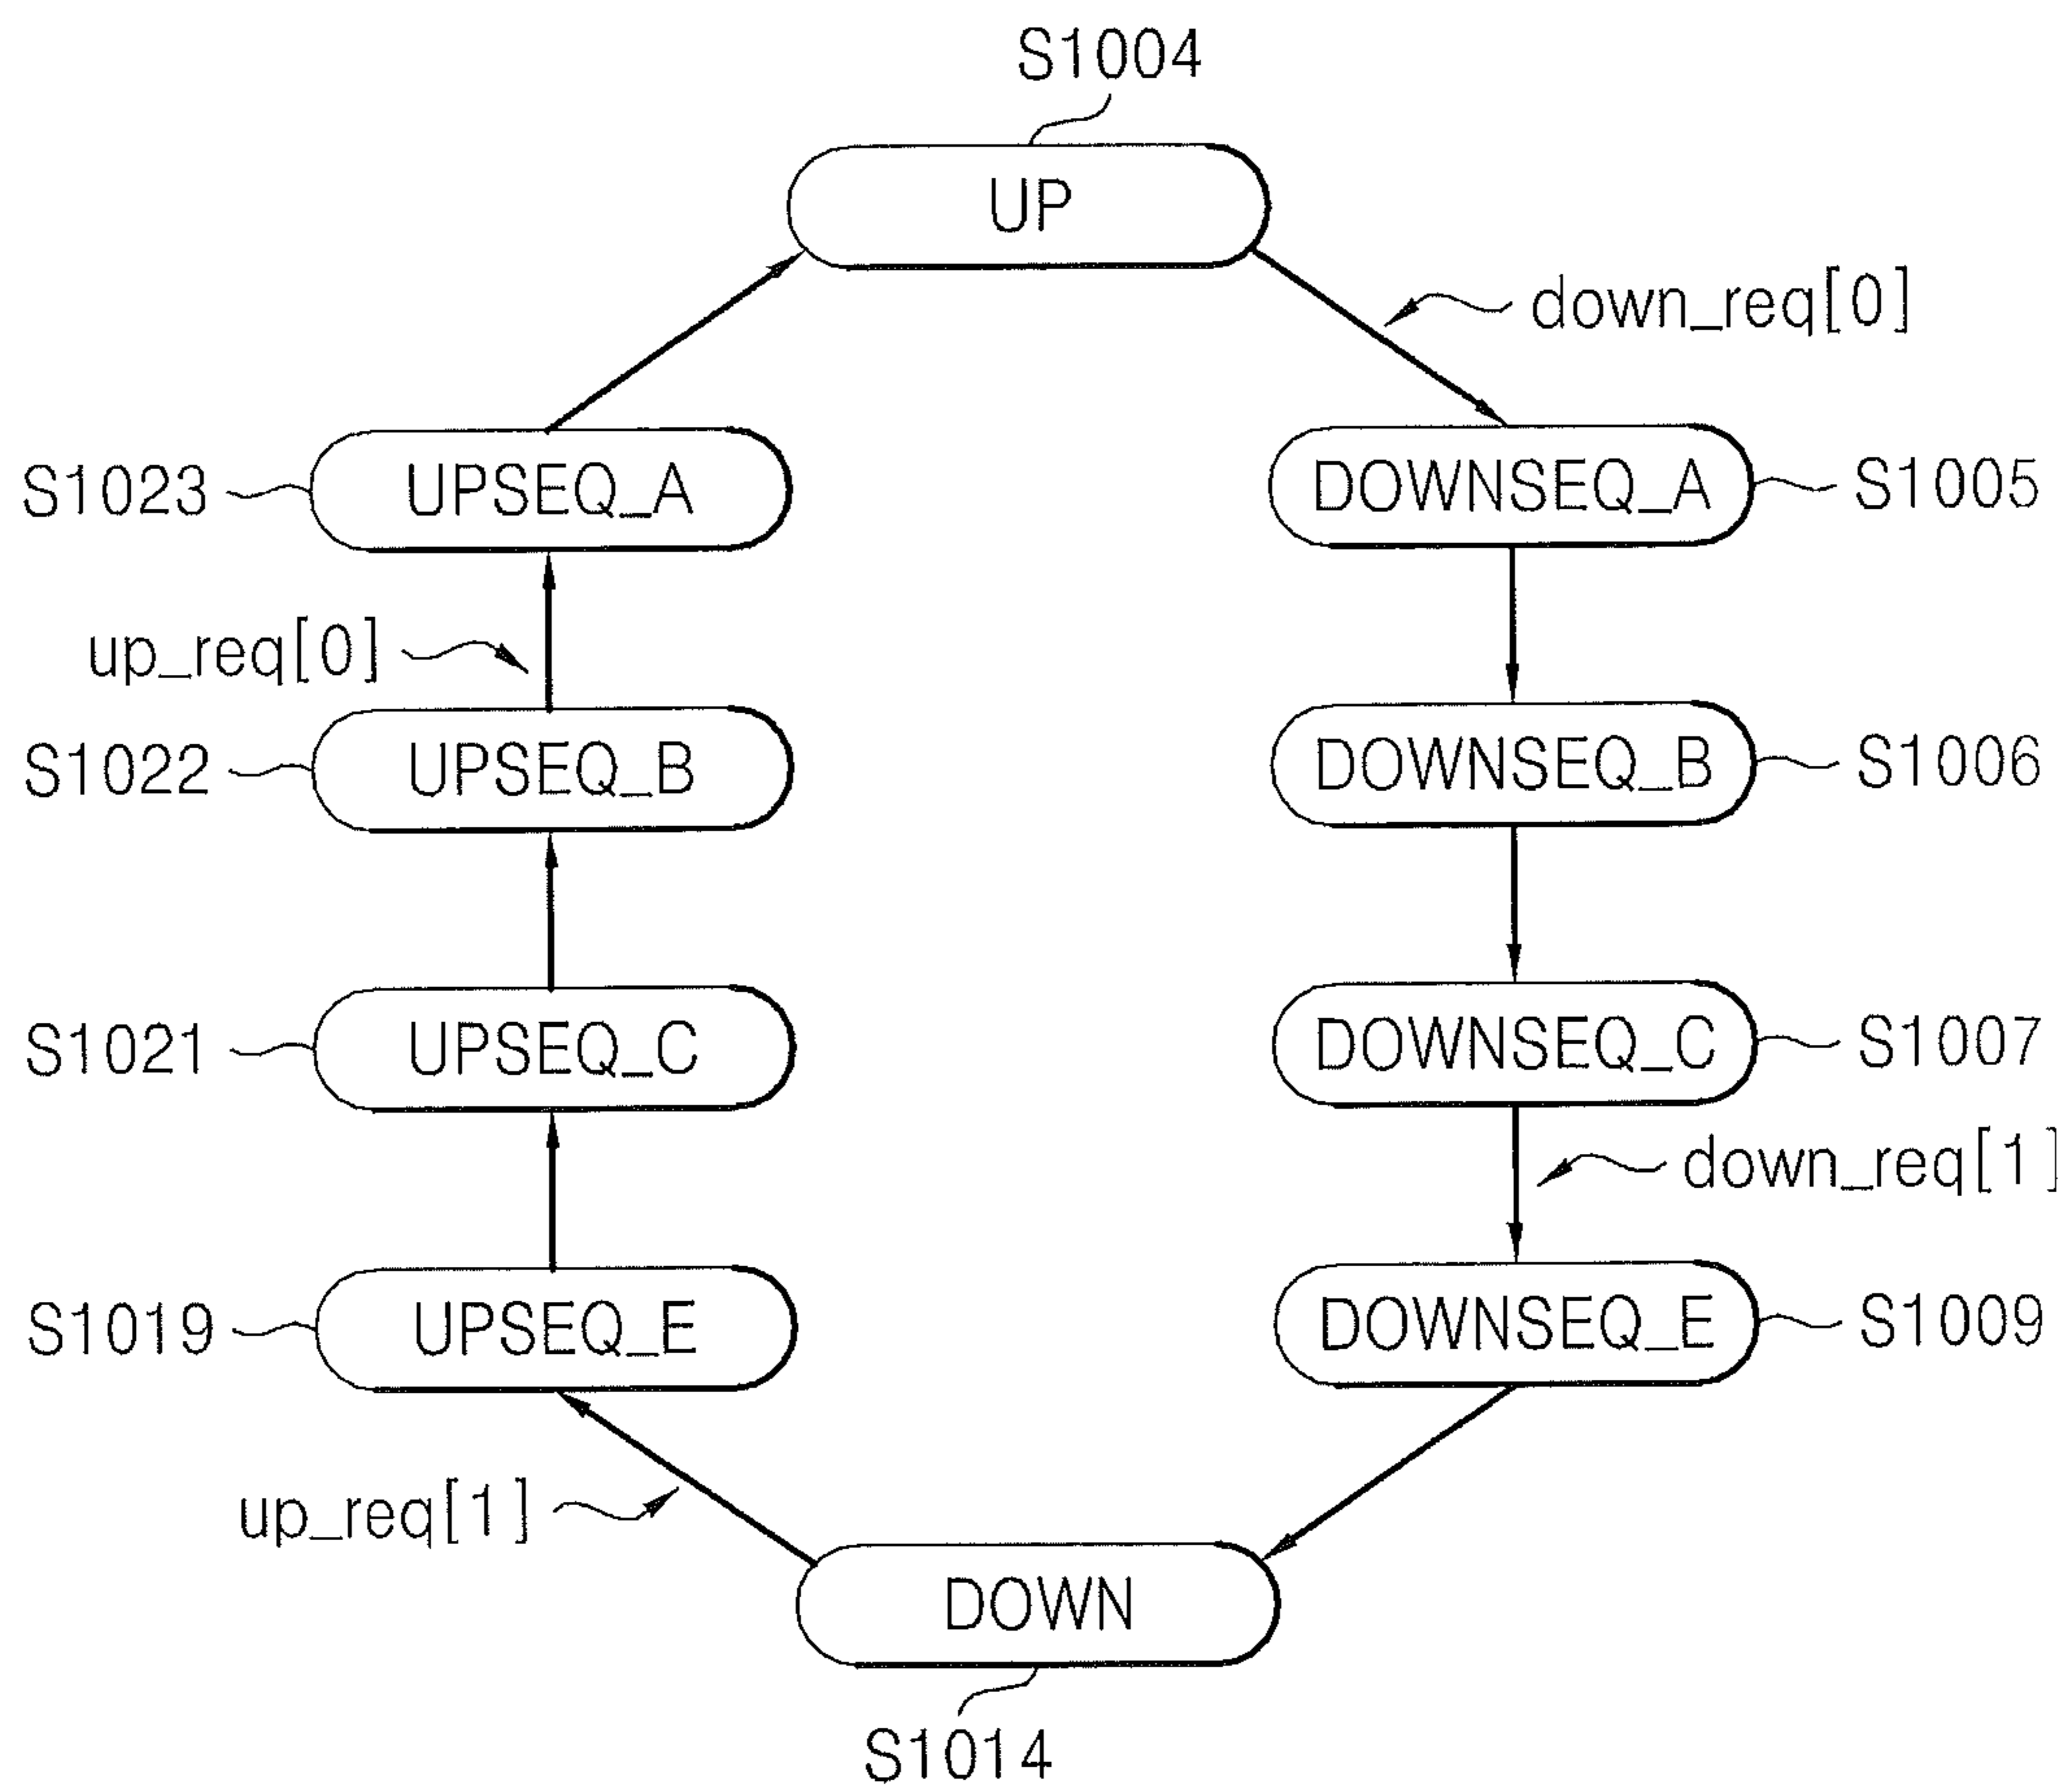 S1004
UP
down_req[0]
S1023
UPSEQ_A
DOWNSEQ_A
S1005
up_req[0]
S1022
UPSEQ_B
DOWNSEQ_B
S1006
S1021
UPSEQ_C
DOWNSEQ_C
S1007
down_req[1]
S1019
UPSEQ_E
DOWNSEQ_E
S1009
up_req[1]
DOWN
S1014